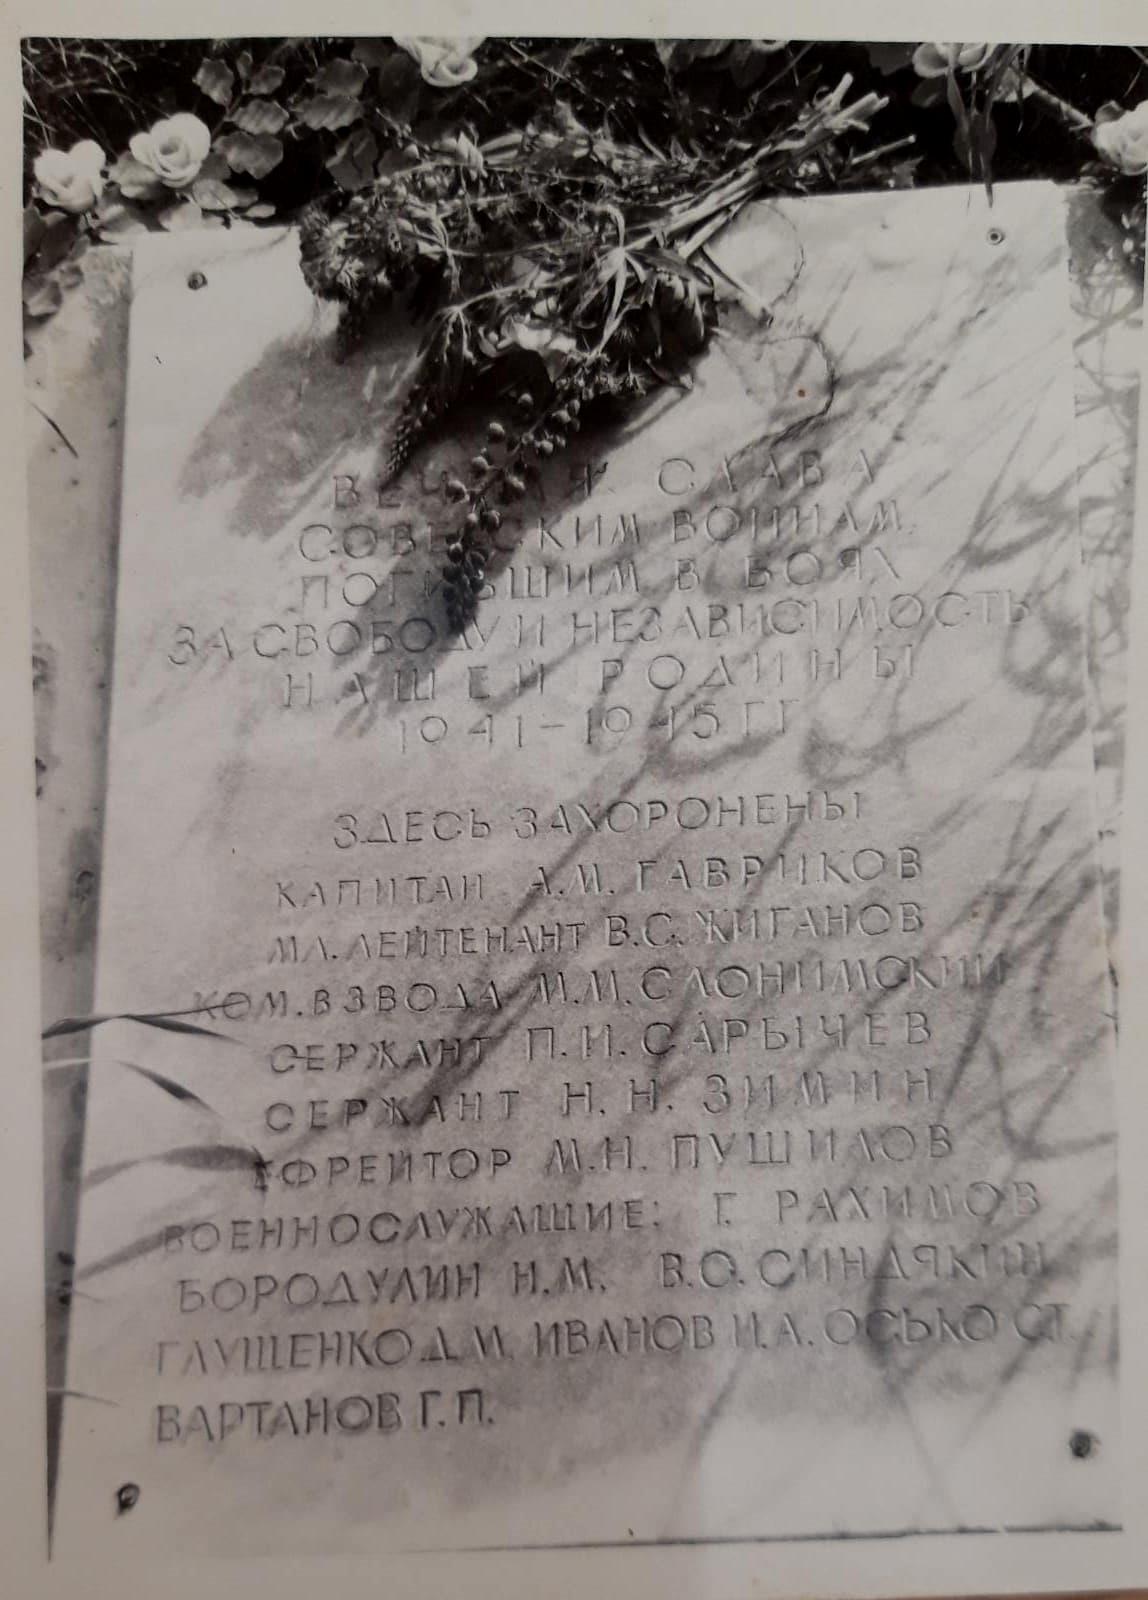 ВЕЧНАЯ СЛАВА
СОВЕТСКИМ ВОИНАМ,
ПОГИБШИМ В БОЯХ
ЗА СВОБОДУ И НЕЗАВИСИМОСТЬ
НАШЕЙ РОДИНЫ
1941-1945 ГГ
ЗДЕСЬ ЗАХОРОНЕНЫ
КАПИТАН А.М. ГАВРИКОВ
МЛ. ЛЕЙТЕНАНТ В.С. ЖИГАНОВ
КОМ. ВЗВОДА М.М. СЛОНИМСКИЙ
СЕРЖАНТ П.И. САРЫЧЕВ
СЕРЖАНТ Н.Н. ЗИМИН
ЕФРЕЙТОР М.Н. ПУШИЛОВ
ВОЕННОСЛУЖАЩИЕ: Г. РАХИМОВ
БОРОДУЛИН Н.М. В.С. СИНДЯКИН
ГЛУЩЕНКО Д.М. ИВАНОВ И.А. ОСЬКО С.Т.
ВАРТАНОВ Г.П.